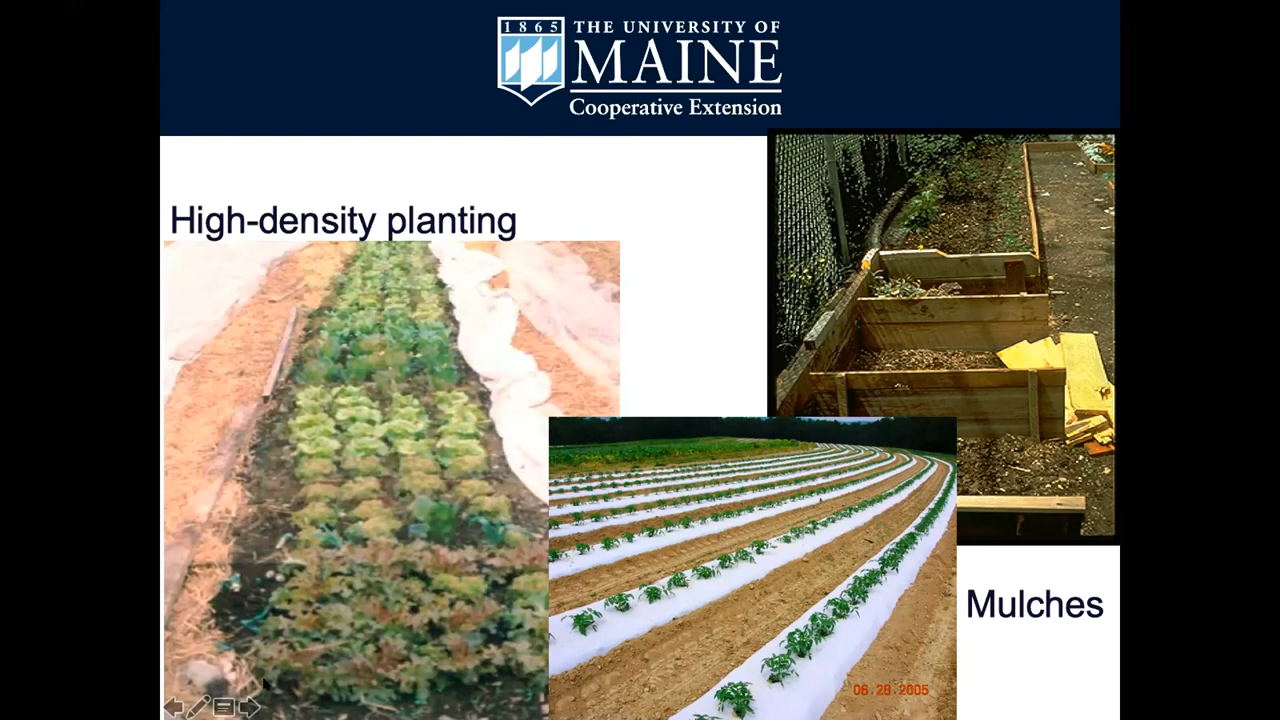 1865
THE UNIVERSITY OF
MAINE
Cooperative Extension
High-density planting
Mulches
06.28.2005